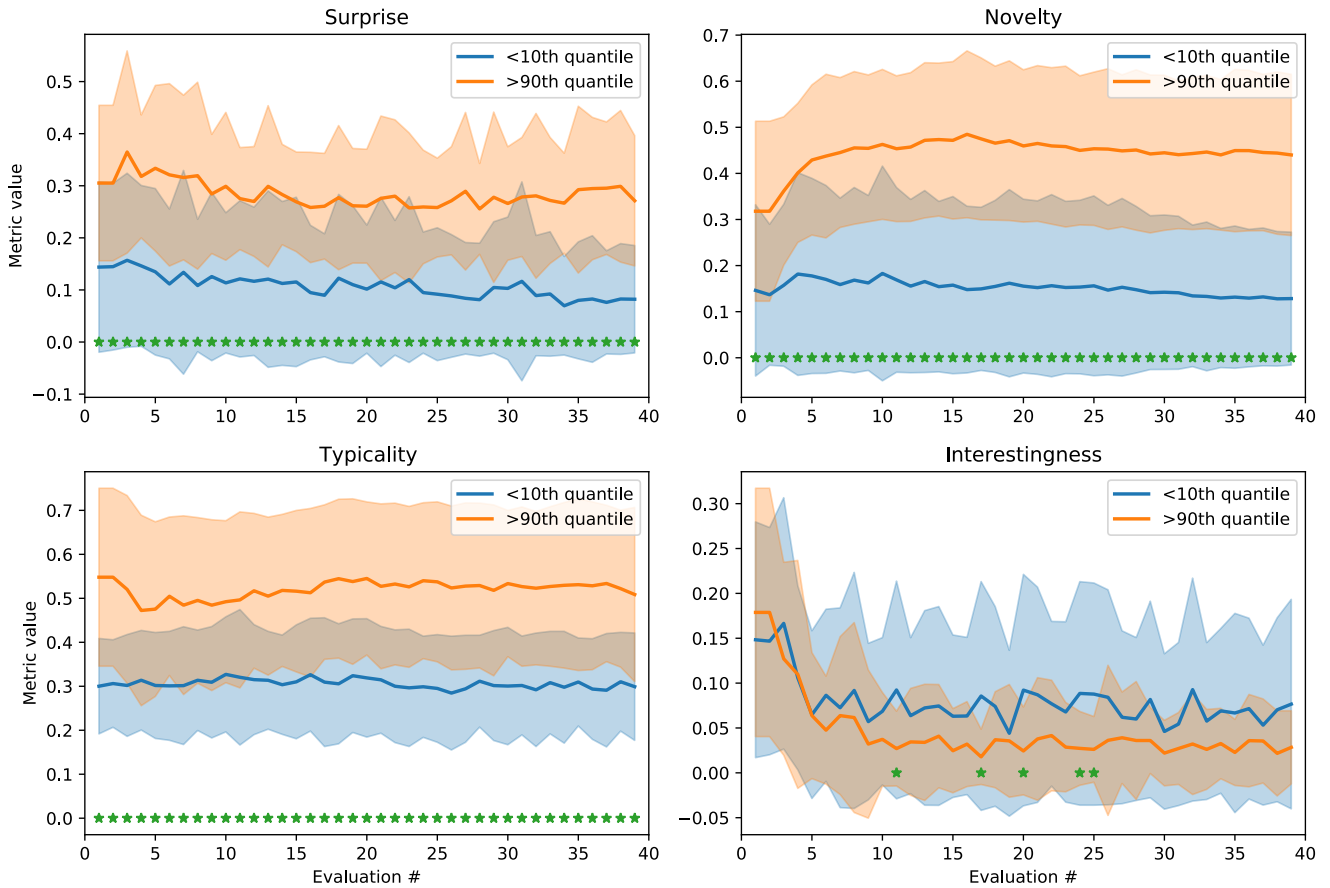 Surprise
Metric value
0.5
0.4
0.3
0.2
0.1
0.0
−0.1
<10th quantile
>90th quantile
0 5 10 15 20 25 30 35 40
Novelty
0.7
0.6
0.5
0.4
0.3
0.2
0.1
0.0
<10th quantile
>90th quantile
0 5 10 15 20 25 30 35 40
Typicality
Metric value
0.7
0.6
0.5
0.4
0.3
0.2
0.1
0.0
<10th quantile
>90th quantile
0 5 10 15 20 25 30 35 40
Evaluation #
Interestingness
0.30
0.25
0.20
0.15
0.10
0.05
0.00
−0.05
<10th quantile
>90th quantile
0 5 10 15 20 25 30 35 40
Evaluation #